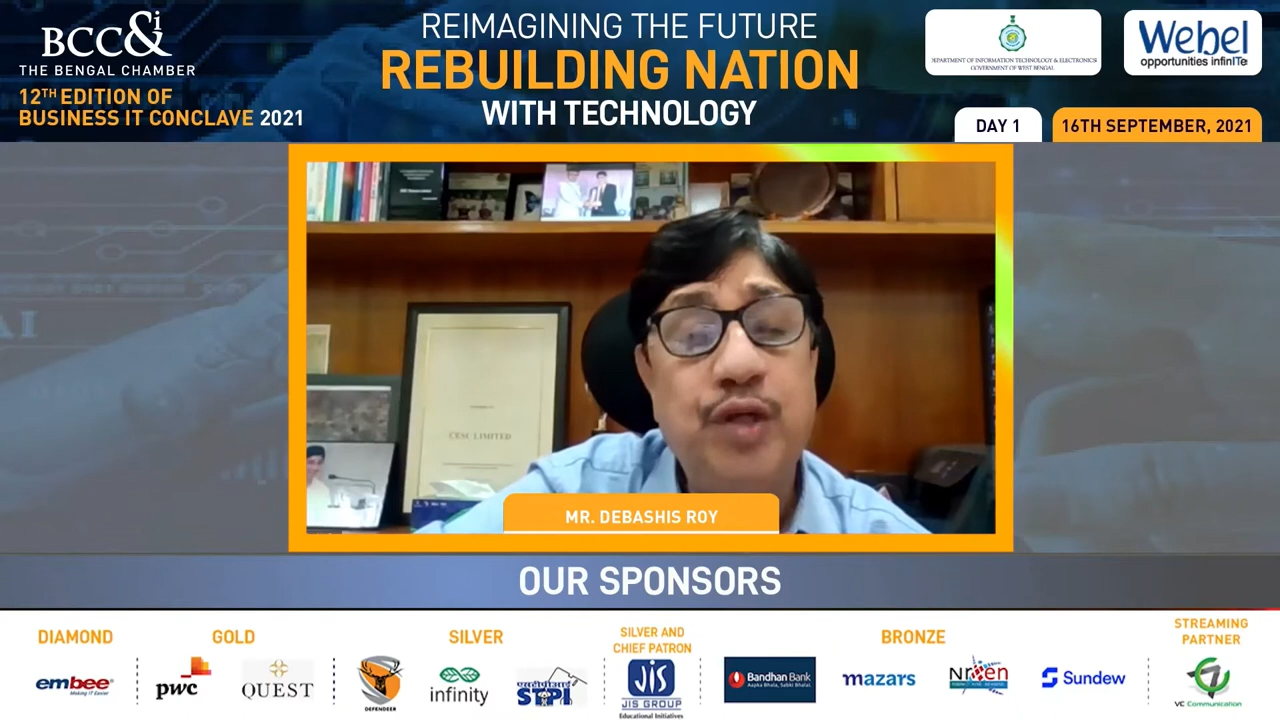 BCC&i
THE BENGAL CHAMBER
12TH EDITION OF
BUSINESS IT CONCLAVE 2021
REIMAGINING THE FUTURE
REBUILDING NATION
WITH TECHNOLOGY
DEPARTMENT OF INFORMATION TECHNOLOGY & ELECTRONICS
GOVERNMENT OF WEST BENGAL
Webel
opportunities infinITe
DAY 1
16TH SEPTEMBER, 2021
AI
CESC LIMITED
MR. DEBASHIS ROY
OUR SPONSORS
DIAMOND
GOLD
SILVER
SILVER AND
CHIEF PATRON
BRONZE
STREAMING
PARTNER
embee
Making IT Easier
pwc
QUEST
DEFENDEER
infinity
एसटीपीआई
STPI
JIS
JIS GROUP
Educational Initiatives
Bandhan Bank
Aapka Bhala, Sabki Bhalai.
mazars
Sundew
VC Communication